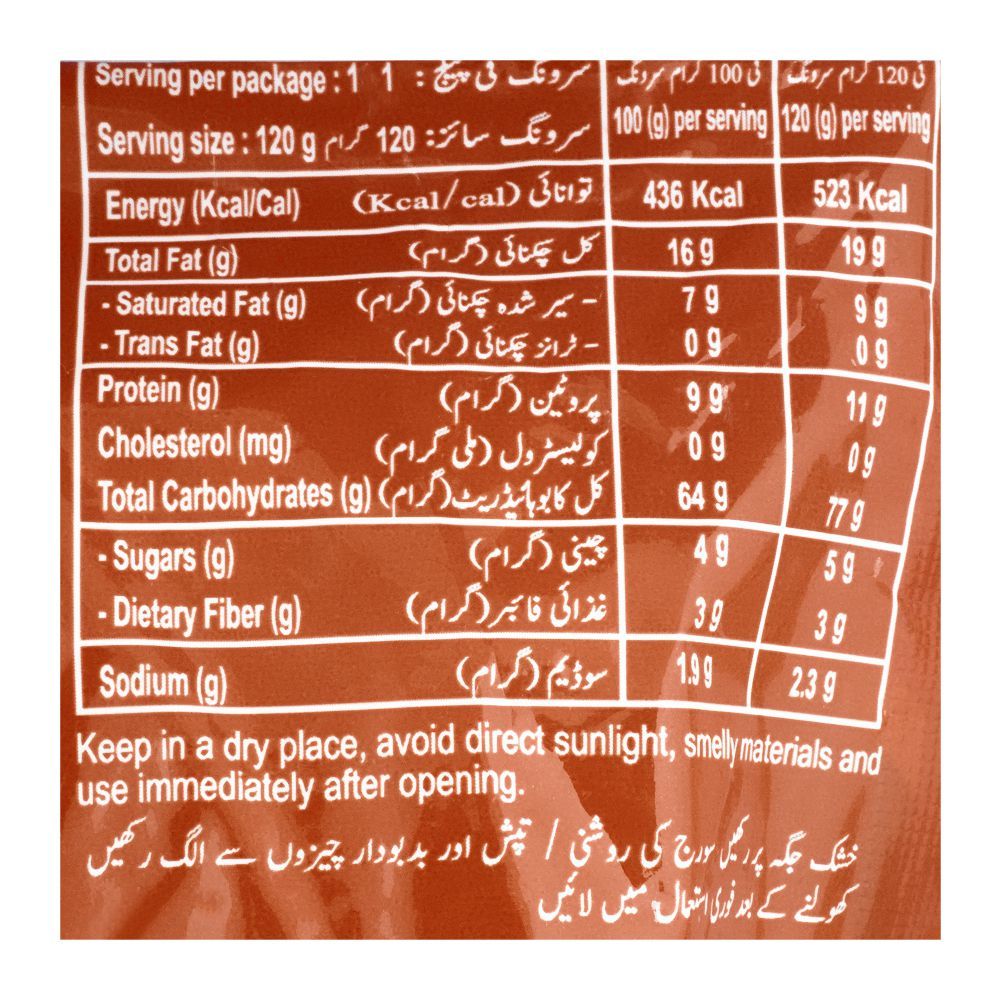 Serving per package : 1 1 : سرونگ فی پیکج
فی 100 گرام سرونگ
فی 120 گرام سرونگ
Serving size : 120 g سرونگ سائز: 120 گرام
100 (g) per serving
120 (g) per serving
Energy (Kcal/Cal) توانائی (Kcal/cal) 436 Kcal 523 Kcal
Total Fat (g) کل چکنائی (گرام) 16 g 19 g
- Saturated Fat (g) - سیر شدہ چکنائی (گرام) 7 g 9 g
- Trans Fat (g) - ٹرانز چکنائی (گرام) 0 g 0 g
Protein (g) پروٹین (گرام) 9 g 11 g
Cholesterol (mg) کولیسٹرول (ملی گرام) 0 g 0 g
Total Carbohydrates (g) کل کابوہائیڈریٹ (گرام) 64 g 77 g
- Sugars (g) چینی (گرام) 4 g 5 g
- Dietary Fiber (g) غذائی فائبر (گرام) 3 g 3 g
Sodium (g) سوڈیم (گرام) 1.9 g 2.3 g
Keep in a dry place, avoid direct sunlight, smelly materials and
use immediately after opening.
خشک جگہ پر رکھیں سورج کی روشنی / تپش اور بدبودار چیزوں سے الگ رکھیں
کھولنے کے بعد فوری استعمال میں لائیں